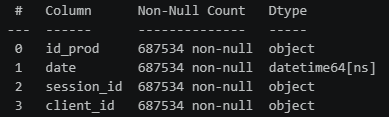 #   Column      Non-Null Count   Dtype
---  ------      --------------   -----
0   id_prod     687534 non-null  object
1   date        687534 non-null  datetime64[ns]
2   session_id  687534 non-null  object
3   client_id   687534 non-null  object